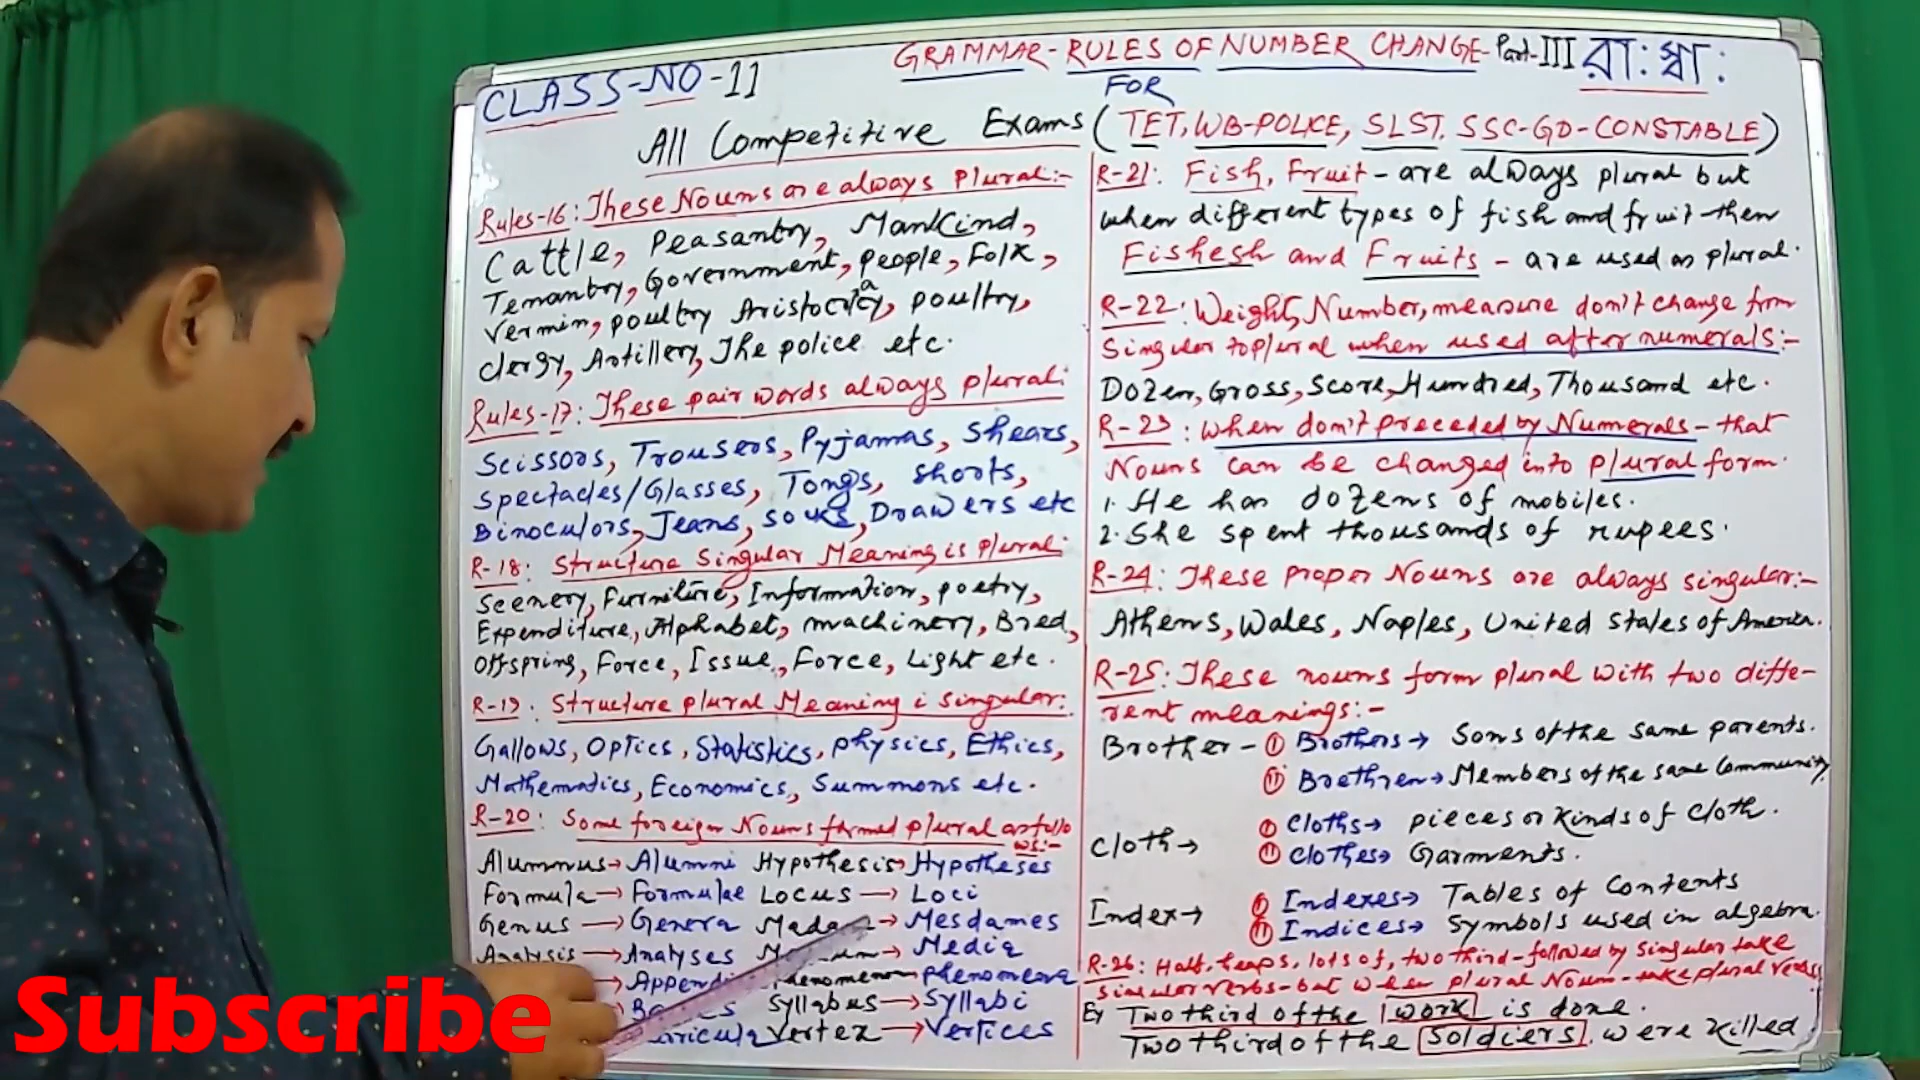 GRAMMAR-RULES OF NUMBER CHANGE-Part-III রা: স্বা:
CLASS-NO-11
FOR
All Competitive Exams (TET, WB-POLICE, SLST. SSC-GD-CONSTABLE)
Rules-16: These Nouns are always plural:-
Cattle, Peasantry, Mankind,
Tenantry, Government, people, Folk,
Vermin, poultry Aristocracy, poultry,
clergy, Artillery, The police etc.
Rules-17: These pair words always plural:
Scissors, Trousers, Pyjamas, Shears,
Spectacles/Glasses, Tongs, shorts,
Binoculors, Jeans, Socks, Drawers etc
R-18: Structure Singular Meaning is plural:
Scenery, Furniture, Information, poetry,
Expenditure, Alphabet, machinery, Bred,
Offspring, Force, Issue, Force, Light etc.
R-19: Structure plural Meaning i singular:
Gallows, Optics, Statistics, physics, Ethics,
Mathematics, Economics, Summons etc.
R-20: Some foreign Nouns formed plural as follo
ws:-
Alumnus→Alumni Hypothesis→Hypotheses
Formula→Formulae Locus→Loci
Genus→Genera →Mesdames
Analysis→Analyses →Media
→ phenomenon→phenomena
→ Syllabus→Syllabi
Vertex→Vertices
R-21: Fish, Fruit-are always plural but
when different types of fish and fruit then
Fishesh and Fruits - are used as plural.
R-22: Weight, Number, measure don't change from
Singular to plural when used after numerals:-
Dozen, Gross, Score, Hundred, Thousand etc.
R-23: when don't preceded by Numerals-that
Nouns can be changed into plural form.
1. He has dozens of mobiles.
2. She spent thousands of rupees.
R-24: These proper Nouns are always singular:-
Athens, Wales, Naples, United States of America.
R-25: These nouns form plural with two diffe-
rent meanings:-
Brother - (i) Brothers→ Sons of the same parents.
(ii) Brethren→ Members of the same community
Cloth→ (i) Cloths→ pieces or kinds of cloth.
(ii) Clothes→ Garments.
Index→ (i) Indexes→ Tables of Contents
(ii) Indices→ Symbols used in algebra.
R-26: Half, heaps, lots of, two third-followed by singular take
singular verbs-but when plural Noun-take plural verbs
Ex Two third of the work is done.
Two third of the soldiers were killed
Subscribe